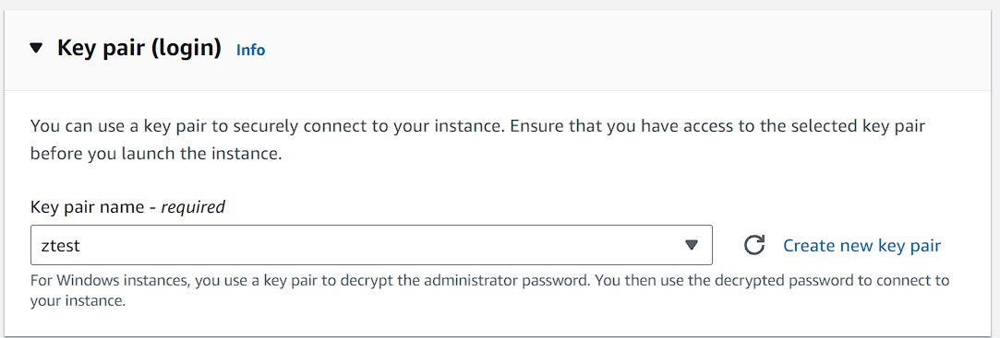 Key pair (login) Info
You can use a key pair to securely connect to your instance. Ensure that you have access to the selected key pair
before you launch the instance.
Key pair name - required
ztest
Create new key pair
For Windows instances, you use a key pair to decrypt the administrator password. You then use the decrypted password to connect to
your instance.